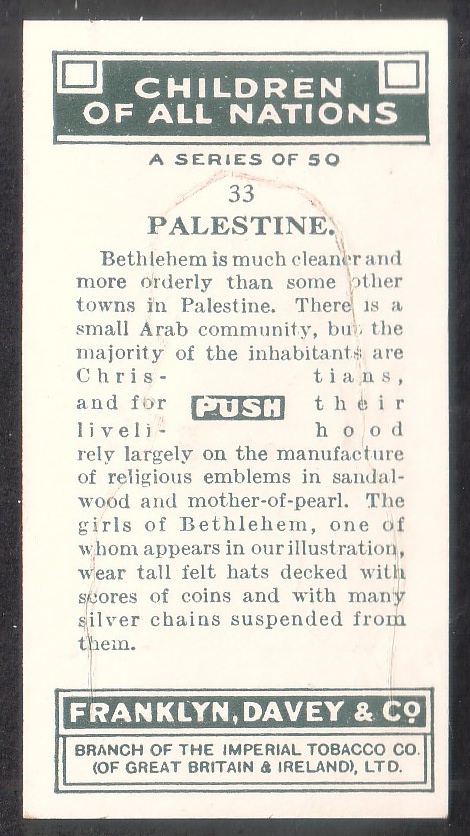 CHILDREN
OF ALL NATIONS
A SERIES OF 50
33
PALESTINE.
Bethlehem is much cleaner and
more orderly than some other
towns in Palestine. There is a
small Arab community, but the
majority of the inhabitants are
Chris- tians,
and for PUSH their
liveli- hood
rely largely on the manufacture
of religious emblems in sandal-
wood and mother-of-pearl. The
girls of Bethlehem, one of
whom appears in our illustration,
wear tall felt hats decked with
scores of coins and with many
silver chains suspended from
them.
FRANKLYN, DAVEY & Co.
BRANCH OF THE IMPERIAL TOBACCO CO.
(OF GREAT BRITAIN & IRELAND), LTD.